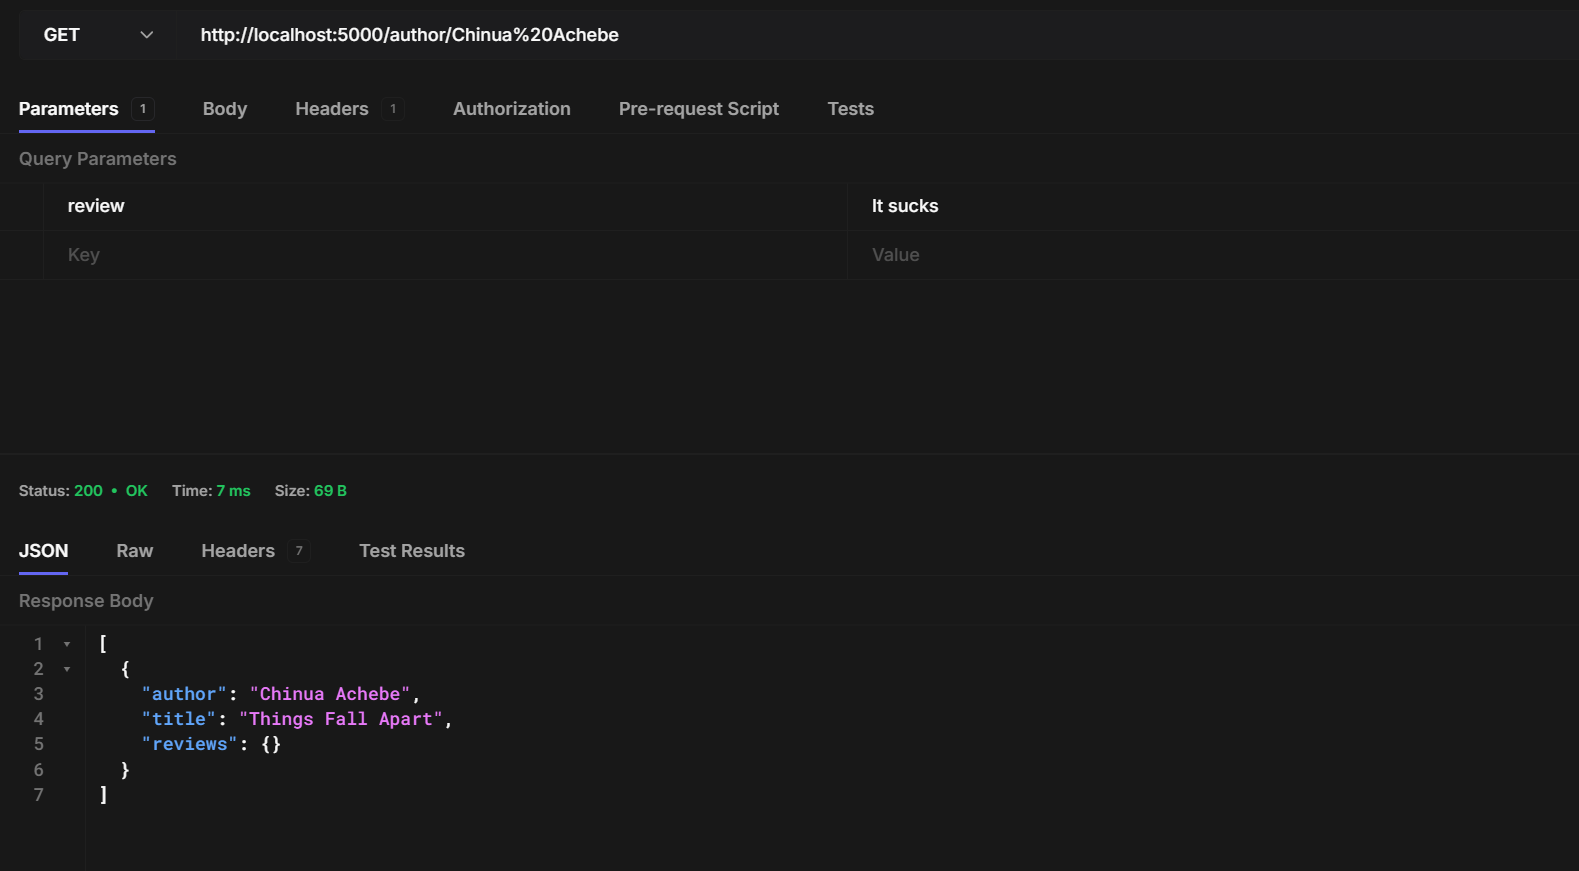 GET http://localhost:5000/author/Chinua%20Achebe
Parameters 1 Body Headers 1 Authorization Pre-request Script Tests
Query Parameters
review It sucks
Key Value
Status: 200 • OK Time: 7 ms Size: 69 B
JSON Raw Headers 7 Test Results
Response Body
1 [
2 {
3 "author": "Chinua Achebe",
4 "title": "Things Fall Apart",
5 "reviews": {}
6 }
7 ]